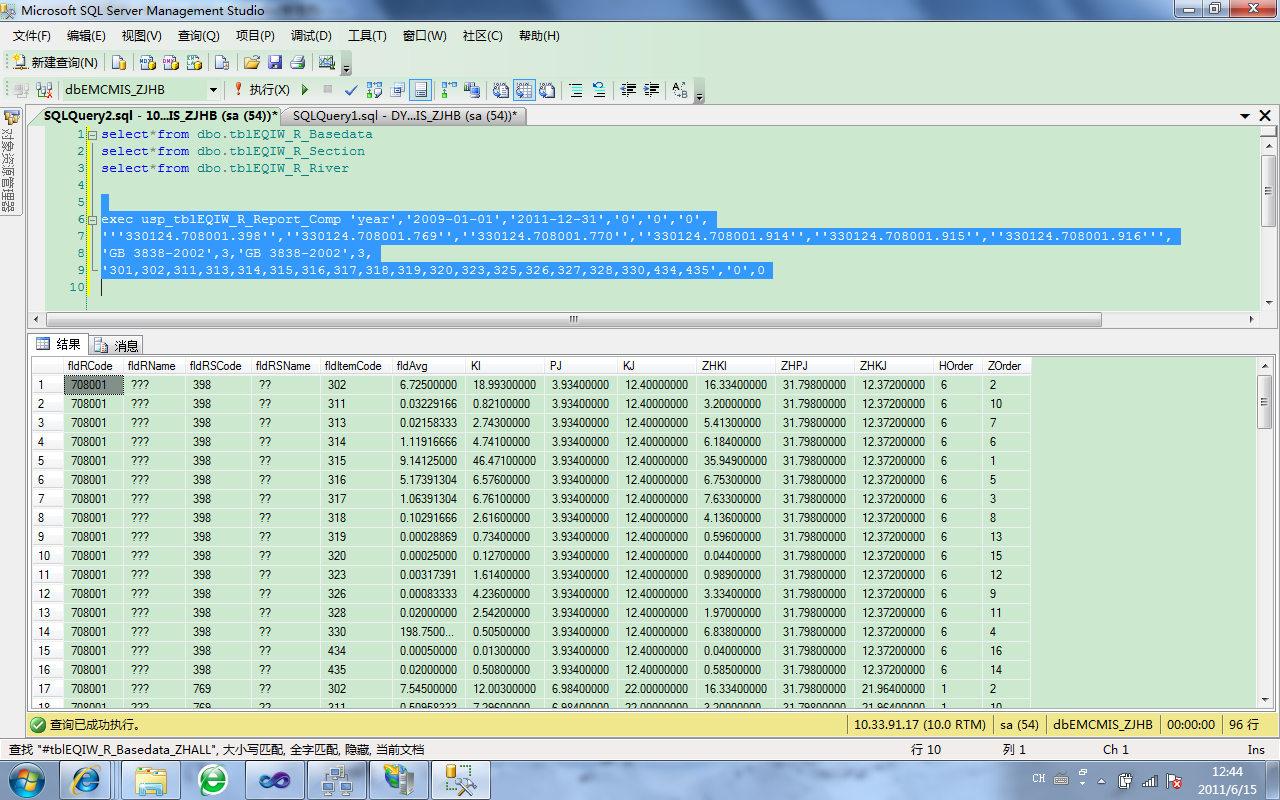 Microsoft SQL Server Management Studio
文件(F) 编辑(E) 视图(V) 查询(Q) 项目(P) 调试(D) 工具(T) 窗口(W) 社区(C) 帮助(H)
新建查询(N)
dbEMCMIS_ZJHB 执行(X)
SQLQuery2.sql - 10...IS_ZJHB (sa (54))* SQLQuery1.sql - DY...IS_ZJHB (sa (54))*
对象资源管理器
1 select*from dbo.tblEQIW_R_Basedata
2 select*from dbo.tblEQIW_R_Section
3 select*from dbo.tblEQIW_R_River
4
5
6 exec usp_tblEQIW_R_Report_Comp 'year','2009-01-01','2011-12-31','0','0','0',
7 '''330124.708001.398'',''330124.708001.769'',''330124.708001.770'',''330124.708001.914'',''330124.708001.915'',''330124.708001.916''',
8 'GB 3838-2002',3,'GB 3838-2002',3,
9 '301,302,311,313,314,315,316,317,318,319,320,323,325,326,327,328,330,434,435','0',0
10
结果 消息
fldRCode fldRName fldRSCode fldRSName fldItemCode fldAvg KI PJ KJ ZHKI ZHPJ ZHKJ HOrder ZOrder
1 708001 ??? 398 ?? 302 6.72500000 18.99300000 3.93400000 12.40000000 16.33400000 31.79800000 12.37200000 6 2
2 708001 ??? 398 ?? 311 0.03229166 0.82100000 3.93400000 12.40000000 3.20000000 31.79800000 12.37200000 6 10
3 708001 ??? 398 ?? 313 0.02158333 2.74300000 3.93400000 12.40000000 5.41300000 31.79800000 12.37200000 6 7
4 708001 ??? 398 ?? 314 1.11916666 4.74100000 3.93400000 12.40000000 6.18400000 31.79800000 12.37200000 6 6
5 708001 ??? 398 ?? 315 9.14125000 46.47100000 3.93400000 12.40000000 35.94900000 31.79800000 12.37200000 6 1
6 708001 ??? 398 ?? 316 5.17391304 6.57600000 3.93400000 12.40000000 6.75300000 31.79800000 12.37200000 6 5
7 708001 ??? 398 ?? 317 1.06391304 6.76100000 3.93400000 12.40000000 7.63300000 31.79800000 12.37200000 6 3
8 708001 ??? 398 ?? 318 0.10291666 2.61600000 3.93400000 12.40000000 4.13600000 31.79800000 12.37200000 6 8
9 708001 ??? 398 ?? 319 0.00028869 0.73400000 3.93400000 12.40000000 0.59600000 31.79800000 12.37200000 6 13
10 708001 ??? 398 ?? 320 0.00025000 0.12700000 3.93400000 12.40000000 0.04400000 31.79800000 12.37200000 6 15
11 708001 ??? 398 ?? 323 0.00317391 1.61400000 3.93400000 12.40000000 0.98900000 31.79800000 12.37200000 6 12
12 708001 ??? 398 ?? 326 0.00083333 4.23600000 3.93400000 12.40000000 3.33400000 31.79800000 12.37200000 6 9
13 708001 ??? 398 ?? 328 0.02000000 2.54200000 3.93400000 12.40000000 1.97000000 31.79800000 12.37200000 6 11
14 708001 ??? 398 ?? 330 198.7500... 0.50500000 3.93400000 12.40000000 6.83800000 31.79800000 12.37200000 6 4
15 708001 ??? 398 ?? 434 0.00050000 0.01300000 3.93400000 12.40000000 0.04000000 31.79800000 12.37200000 6 16
16 708001 ??? 398 ?? 435 0.02000000 0.50800000 3.93400000 12.40000000 0.58500000 31.79800000 12.37200000 6 14
17 708001 ??? 769 ?? 302 7.54500000 12.00300000 6.98400000 22.00000000 16.33400000 31.79800000 21.96400000 1 2
18 708001 ??? 769 ?? 311 0.50958333 7.29600000 6.98400000 22.00000000 3.20000000 31.79800000 21.96400000 1 10
查询已成功执行。 10.33.91.17 (10.0 RTM) sa (54) dbEMCMIS_ZJHB 00:00:00 96 行
查找 "#tblEQIW_R_Basedata_ZHALL", 大小写匹配, 全字匹配, 隐藏, 当前文档 行 10 列 1 Ch 1 Ins
CH 12:44
2011/6/15